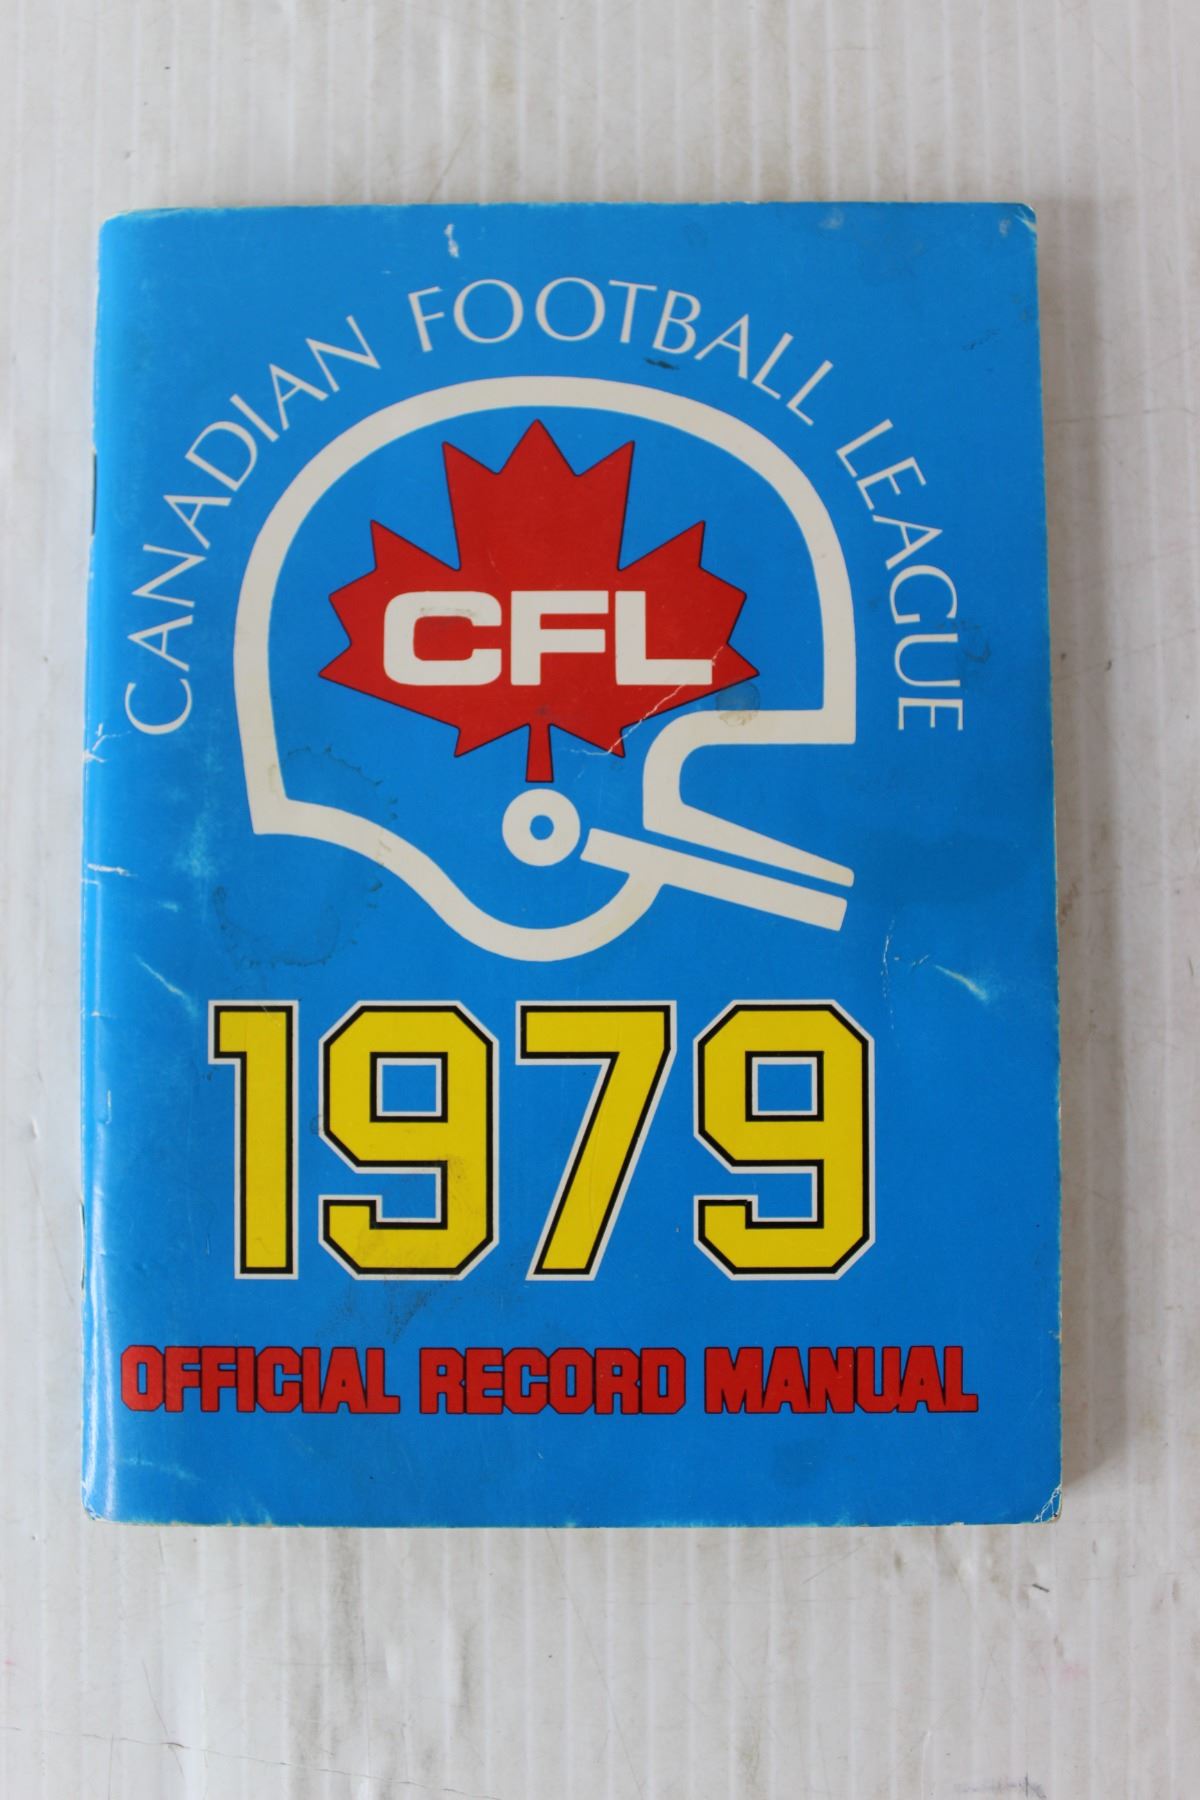 CANADIAN FOOTBALL LEAGUE
CFL
1979
OFFICIAL RECORD MANUAL